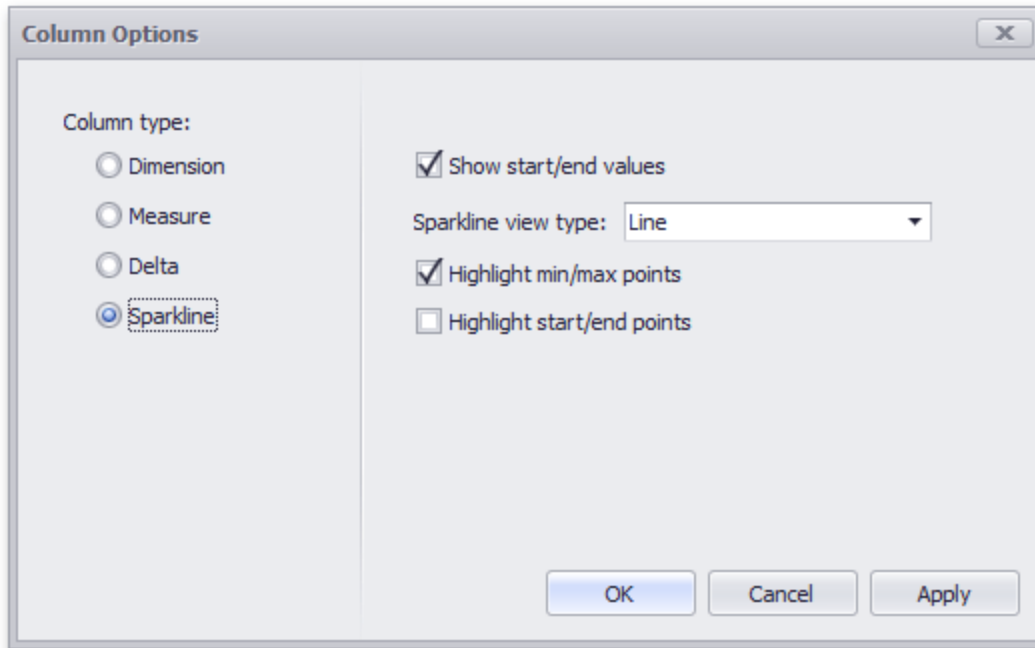 Column Options
Column type:
Dimension
Measure
Delta
Sparkline
Show start/end values
Sparkline view type: Line
Highlight min/max points
Highlight start/end points
OK Cancel Apply